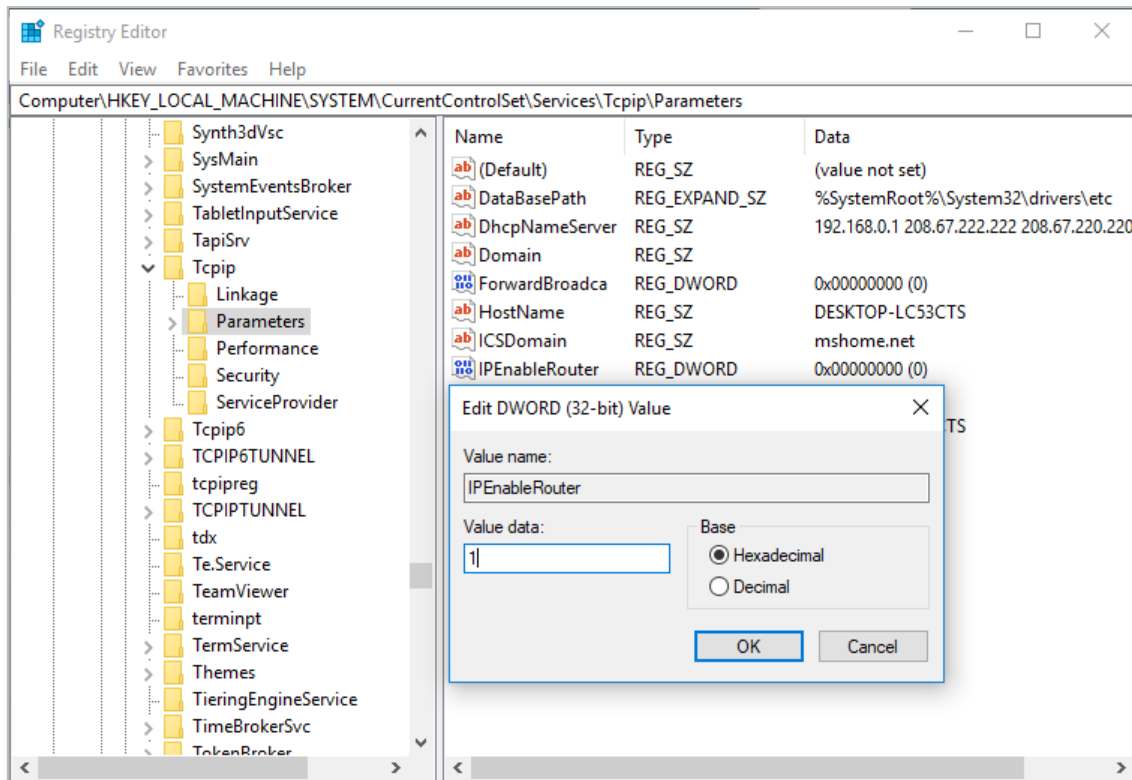 Registry Editor
File Edit View Favorites Help
Computer\HKEY_LOCAL_MACHINE\SYSTEM\CurrentControlSet\Services\Tcpip\Parameters
Synth3dVsc
SysMain
SystemEventsBroker
TabletInputService
TapiSrv
Tcpip
Linkage
Parameters
Performance
Security
ServiceProvider
Tcpip6
TCPIP6TUNNEL
tcpipreg
TCPIPTUNNEL
tdx
Te.Service
TeamViewer
terminpt
TermService
Themes
TieringEngineService
TimeBrokerSvc
TokenBroker
Name Type Data
(Default) REG_SZ (value not set)
DataBasePath REG_EXPAND_SZ %SystemRoot%\System32\drivers\etc
DhcpNameServer REG_SZ 192.168.0.1 208.67.222.222 208.67.220.220
Domain REG_SZ
ForwardBroadca REG_DWORD 0x00000000 (0)
HostName REG_SZ DESKTOP-LC53CTS
ICSDomain REG_SZ mshome.net
IPEnableRouter REG_DWORD 0x00000000 (0)
TS
Edit DWORD (32-bit) Value
Value name:
IPEnableRouter
Value data:
1
Base
Hexadecimal
Decimal
OK Cancel